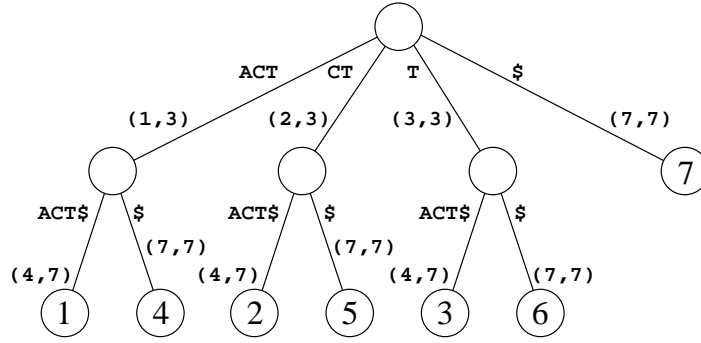 ACT CT T $
(1,3) (2,3) (3,3) (7,7)
7
ACT$ $ ACT$ $ ACT$ $
(4,7) (7,7) (4,7) (7,7) (4,7) (7,7)
1 4 2 5 3 6